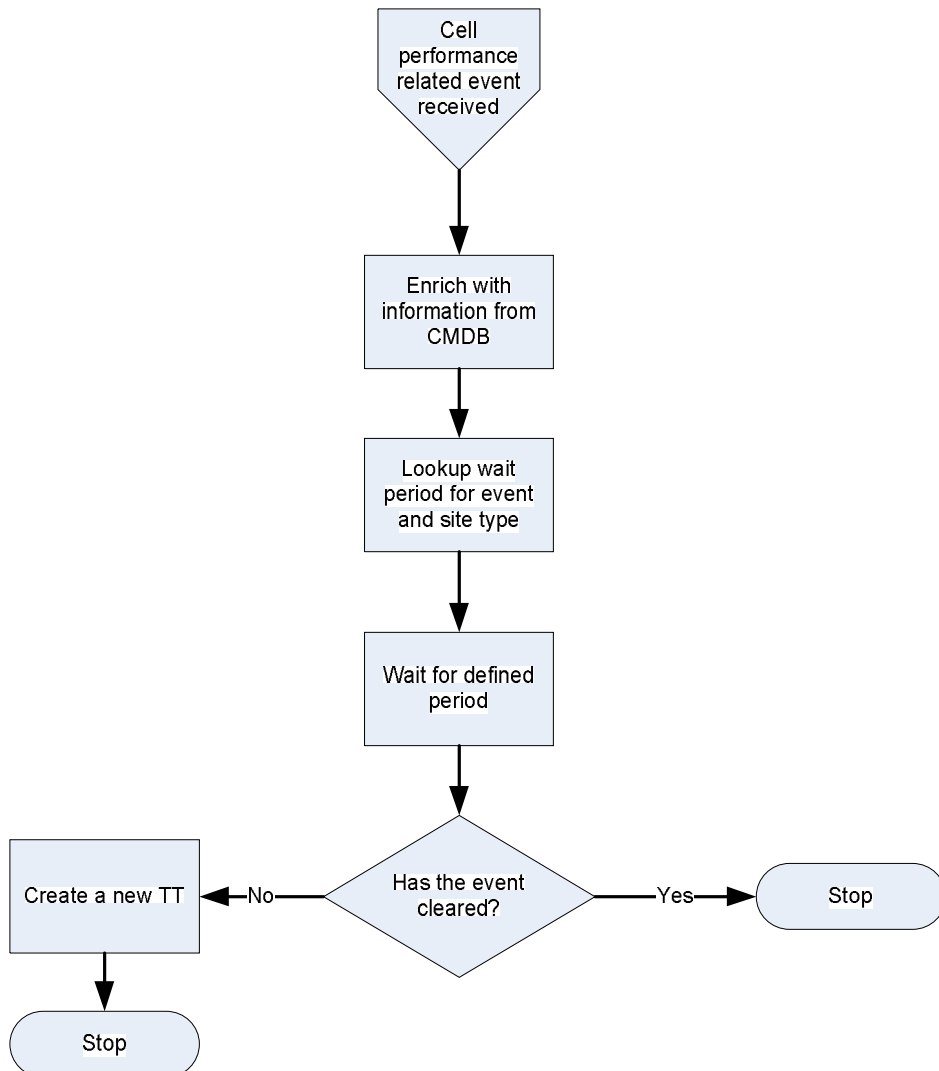 Cell
performance
related event
received
Enrich with
information from
CMDB
Lookup wait
period for event
and site type
Wait for defined
period
Has the event
cleared?
No
Create a new TT
Stop
Yes
Stop